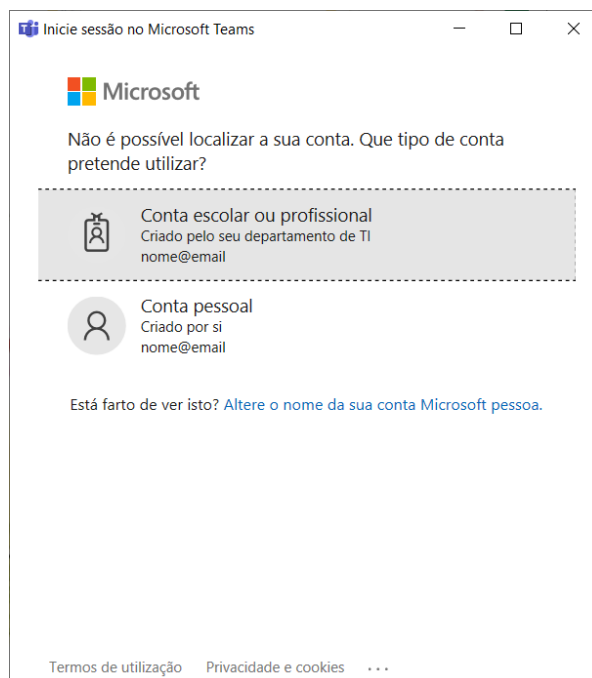 Inicie sessão no Microsoft Teams
Microsoft
Não é possível localizar a sua conta. Que tipo de conta
pretende utilizar?
Conta escolar ou profissional
Criado pelo seu departamento de TI
nome@email
Conta pessoal
Criado por si
nome@email
Está farto de ver isto? Altere o nome da sua conta Microsoft pessoa.
Termos de utilização Privacidade e cookies ...